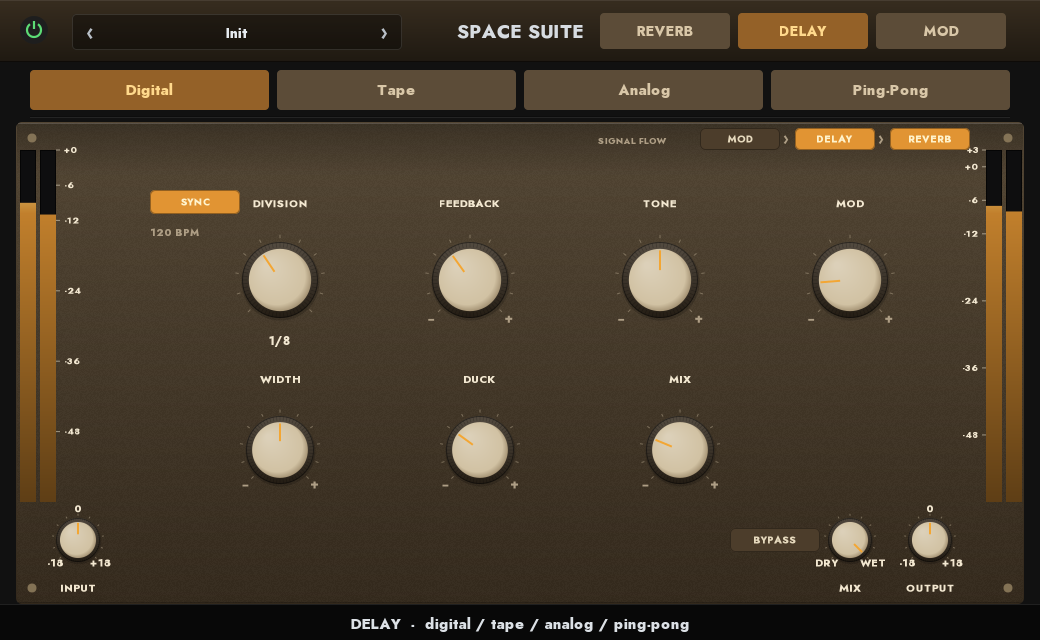 ‹ Init › SPACE SUITE REVERB DELAY MOD
Digital Tape Analog Ping-Pong
SIGNAL FLOW MOD › DELAY › REVERB
+0
-6
-12
-24
-36
-48
+3
+0
-6
-12
-24
-36
-48
SYNC DIVISION FEEDBACK TONE MOD
120 BPM
- + - + - +
1/8
WIDTH DUCK MIX
- + - + - +
0
-18 +18
INPUT
BYPASS
DRY WET
MIX
0
-18 +18
OUTPUT
DELAY - digital / tape / analog / ping-pong